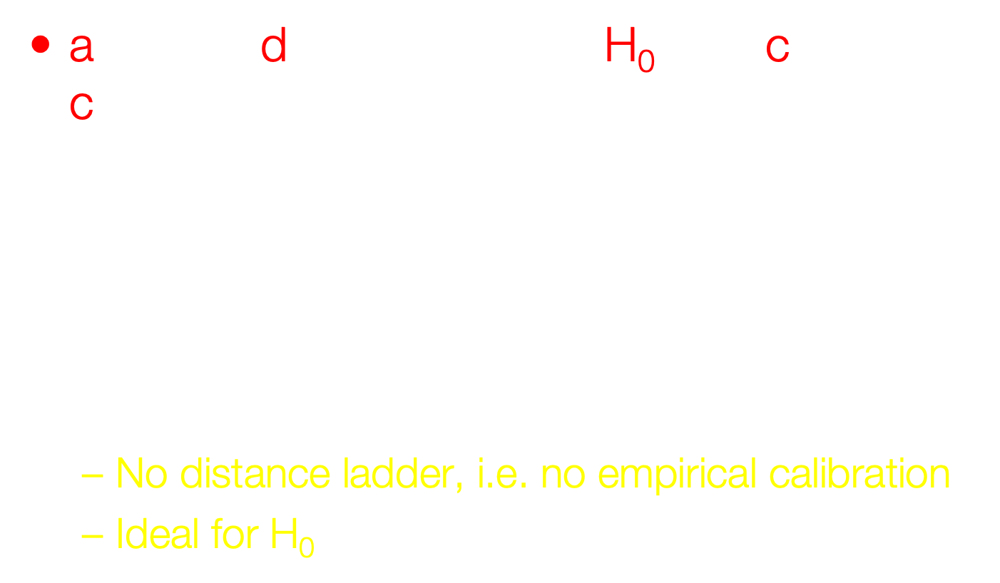 • a d H₀ c
c
– No distance ladder, i.e. no empirical calibration
– Ideal for H₀